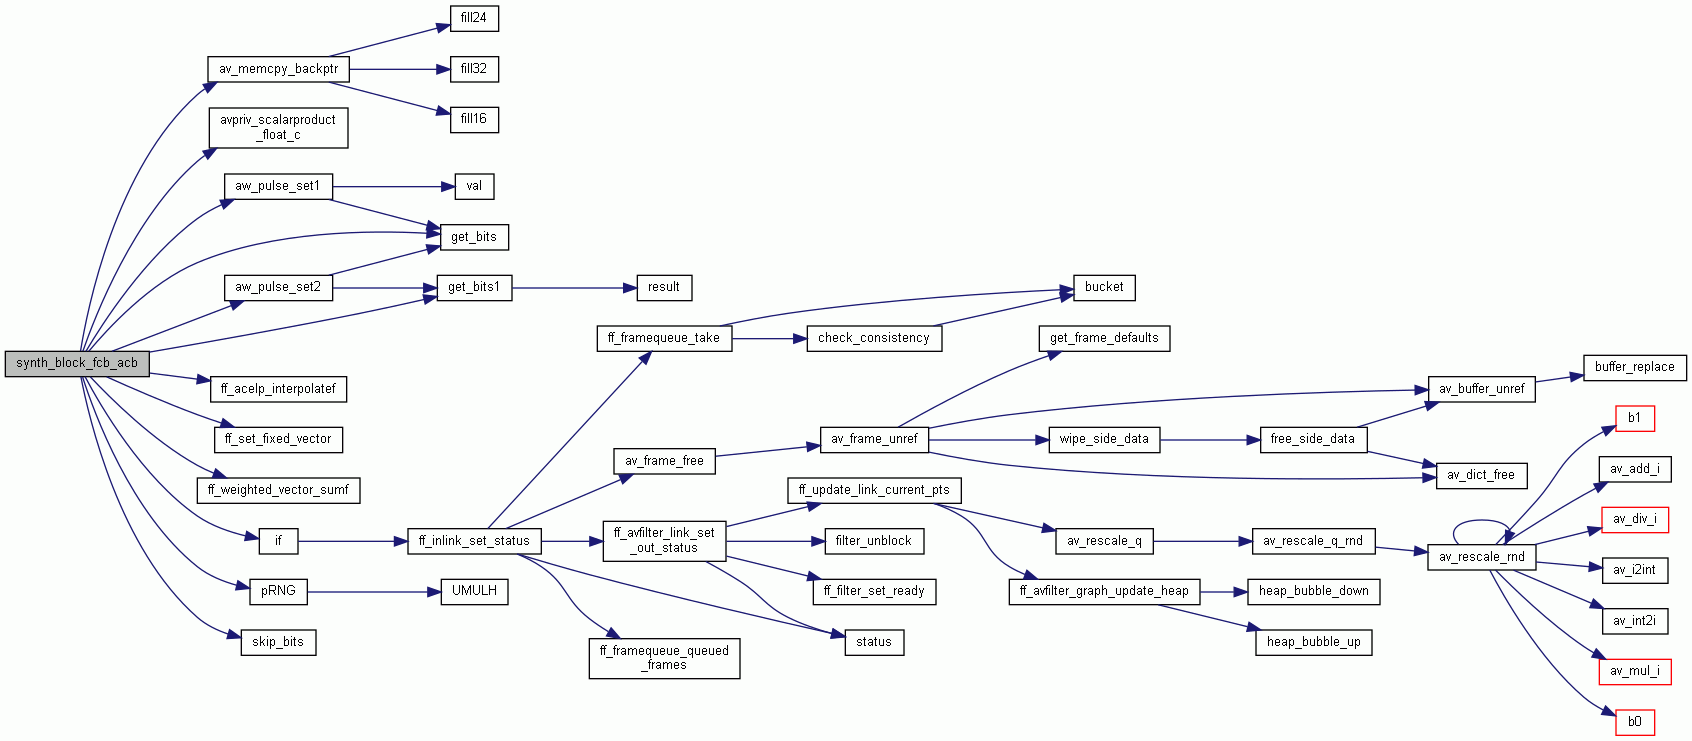 fill24
av_memcpy_backptr
fill32
fill16
avpriv_scalarproduct
_float_c
aw_pulse_set1
val
get_bits
aw_pulse_set2
get_bits1
result
bucket
ff_framequeue_take
check_consistency
get_frame_defaults
synth_block_fcb_acb
ff_acelp_interpolatef
buffer_replace
av_buffer_unref
b1
ff_set_fixed_vector
av_frame_unref
wipe_side_data
free_side_data
av_frame_free
av_dict_free
av_add_i
ff_weighted_vector_sumf
ff_update_link_current_pts
av_div_i
if
ff_inlink_set_status
ff_avfilter_link_set
_out_status
filter_unblock
av_rescale_q
av_rescale_q_rnd
av_rescale_rnd
av_i2int
pRNG
UMULH
ff_filter_set_ready
ff_avfilter_graph_update_heap
heap_bubble_down
av_int2i
skip_bits
status
heap_bubble_up
ff_framequeue_queued
_frames
av_mul_i
b0